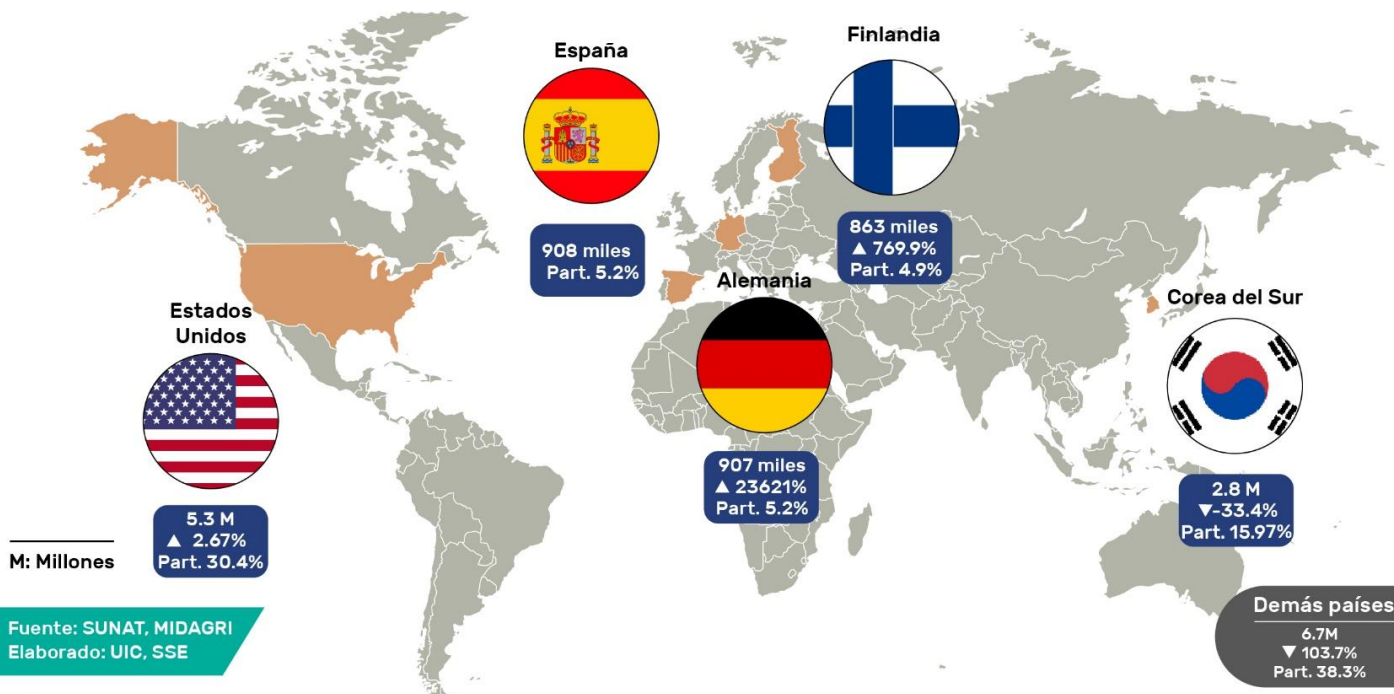 España
908 miles
Part. 5.2%
Finlandia
863 miles
▲ 769.9%
Part. 4.9%
Estados
Unidos
5.3 M
▲ 2.67%
Part. 30.4%
Alemania
907 miles
▲ 23621%
Part. 5.2%
Corea del Sur
2.8 M
▼-33.4%
Part. 15.97%
M: Millones
Fuente: SUNAT, MIDAGRI
Elaborado: UIC, SSE
Demás países
6.7M
▼ 103.7%
Part. 38.3%